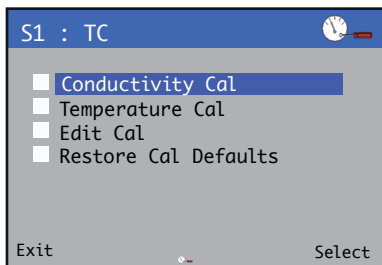 S1 : TC
Conductivity Cal
Temperature Cal
Edit Cal
Restore Cal Defaults
Exit Select